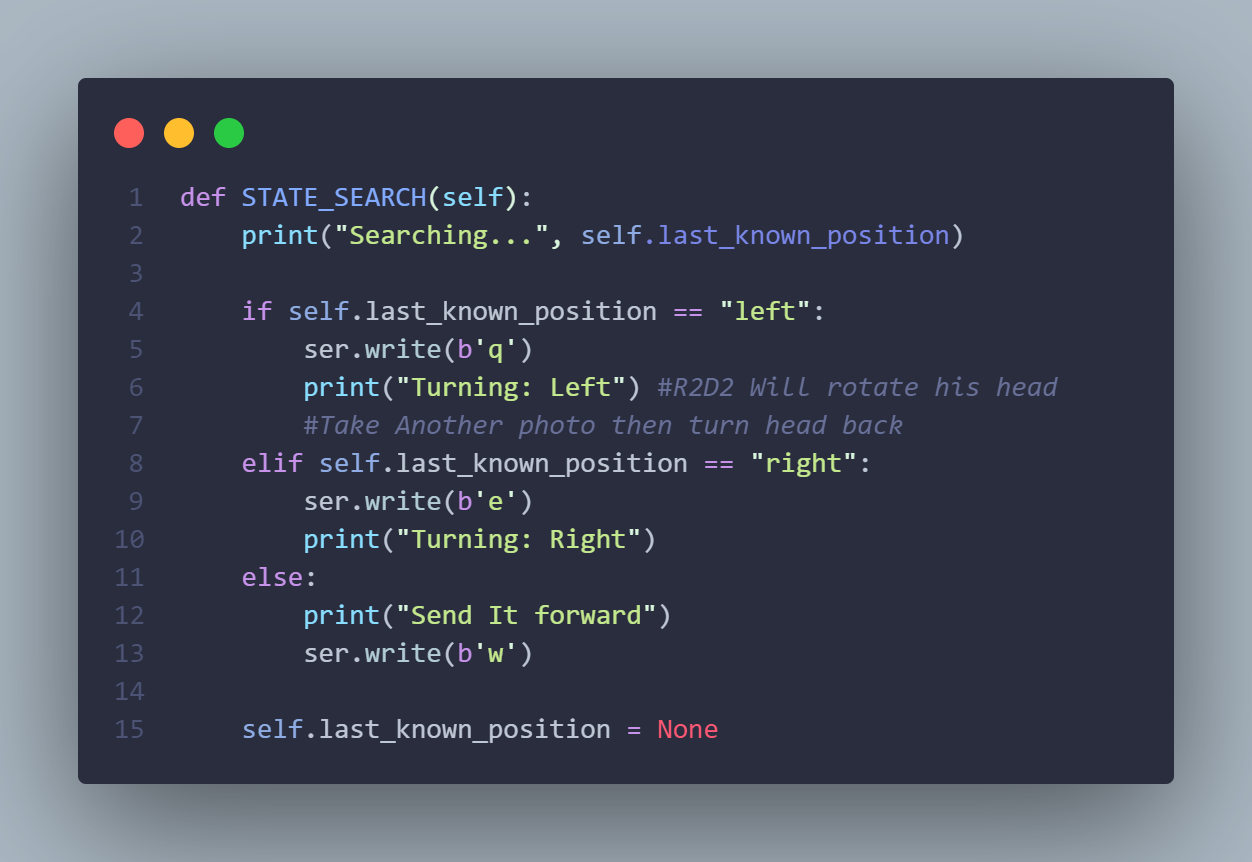 1 def STATE_SEARCH(self):
2     print("Searching...", self.last_known_position)
3
4     if self.last_known_position == "left":
5         ser.write(b'q')
6         print("Turning: Left") #R2D2 Will rotate his head
7         #Take Another photo then turn head back
8     elif self.last_known_position == "right":
9         ser.write(b'e')
10         print("Turning: Right")
11     else:
12         print("Send It forward")
13         ser.write(b'w')
14
15     self.last_known_position = None